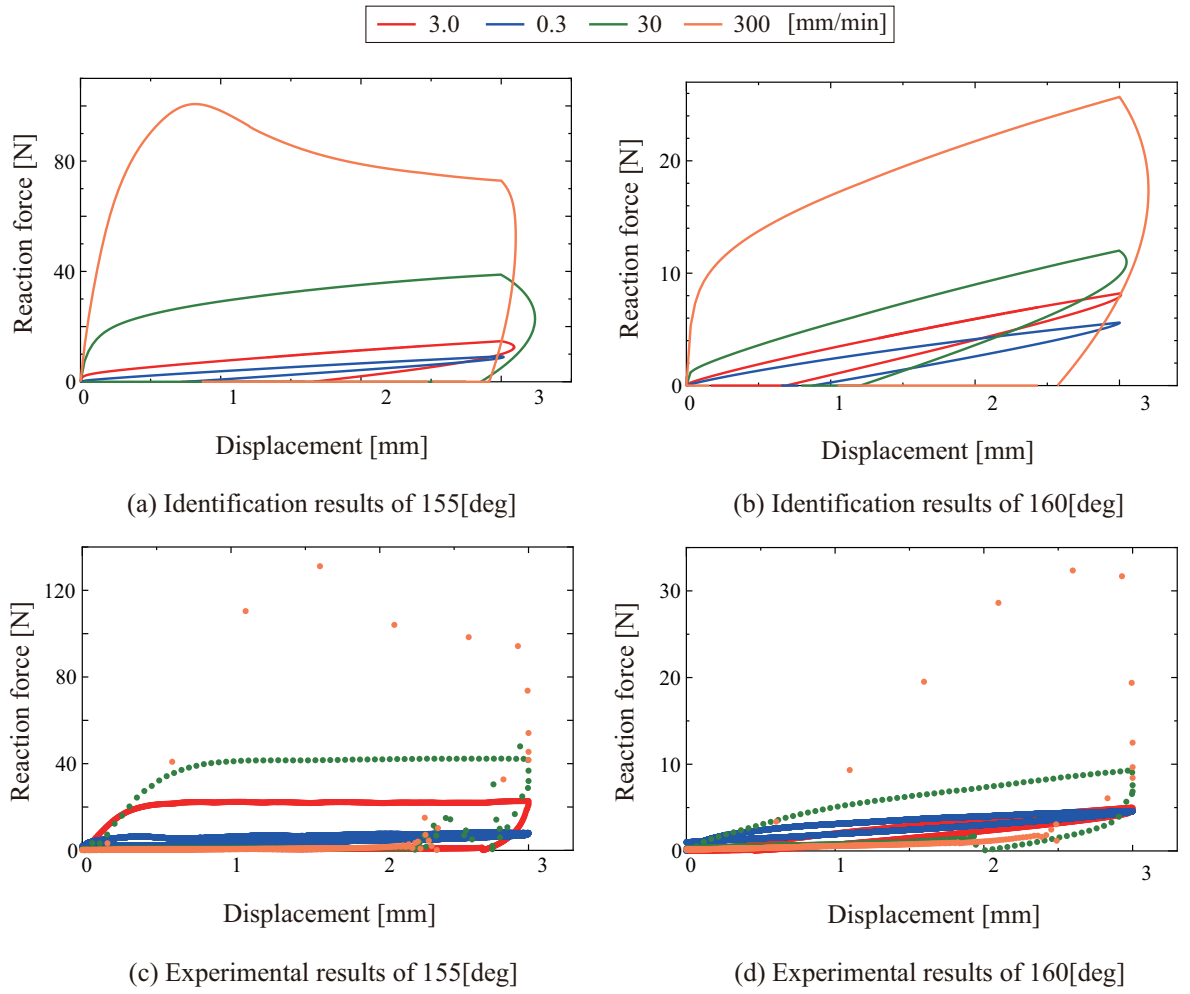 3.0 0.3 30 300 [mm/min]
Reaction force [N]
80
40
0
0 1 2 3
Displacement [mm]
(a) Identification results of 155[deg]
Reaction force [N]
20
10
0
0 1 2 3
Displacement [mm]
(b) Identification results of 160[deg]
Reaction force [N]
120
80
40
0
0 1 2 3
Displacement [mm]
(c) Experimental results of 155[deg]
Reaction force [N]
30
20
10
0
0 1 2 3
Displacement [mm]
(d) Experimental results of 160[deg]